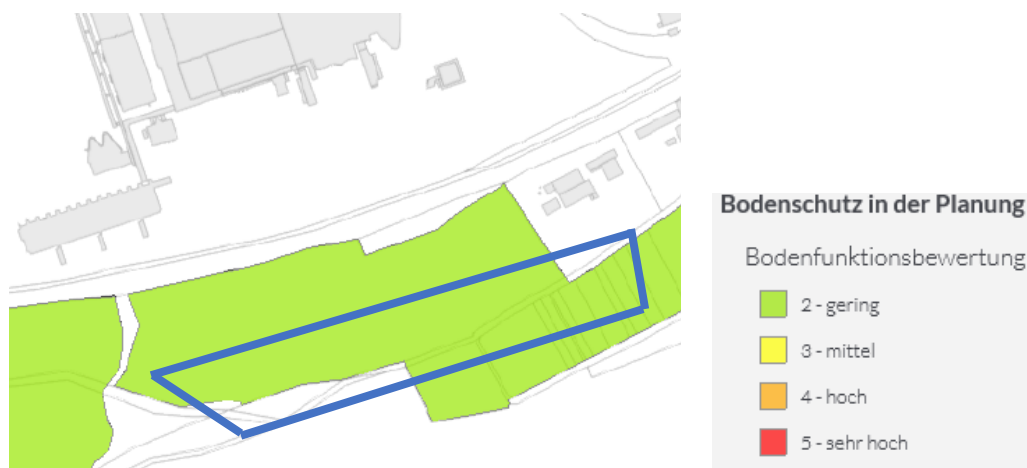 Bodenschutz in der Planung
Bodenfunktionsbewertung
2 - gering
3 - mittel
4 - hoch
5 - sehr hoch